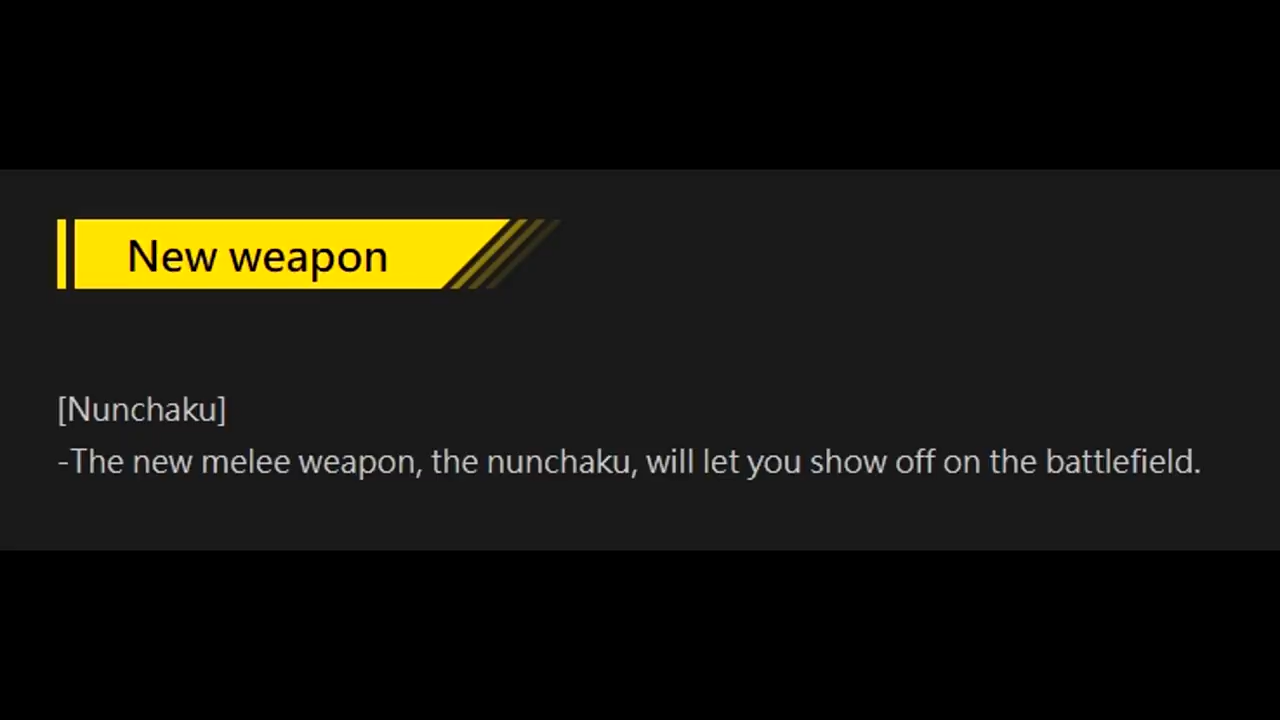 New weapon
[Nunchaku]
-The new melee weapon, the nunchaku, will let you show off on the battlefield.